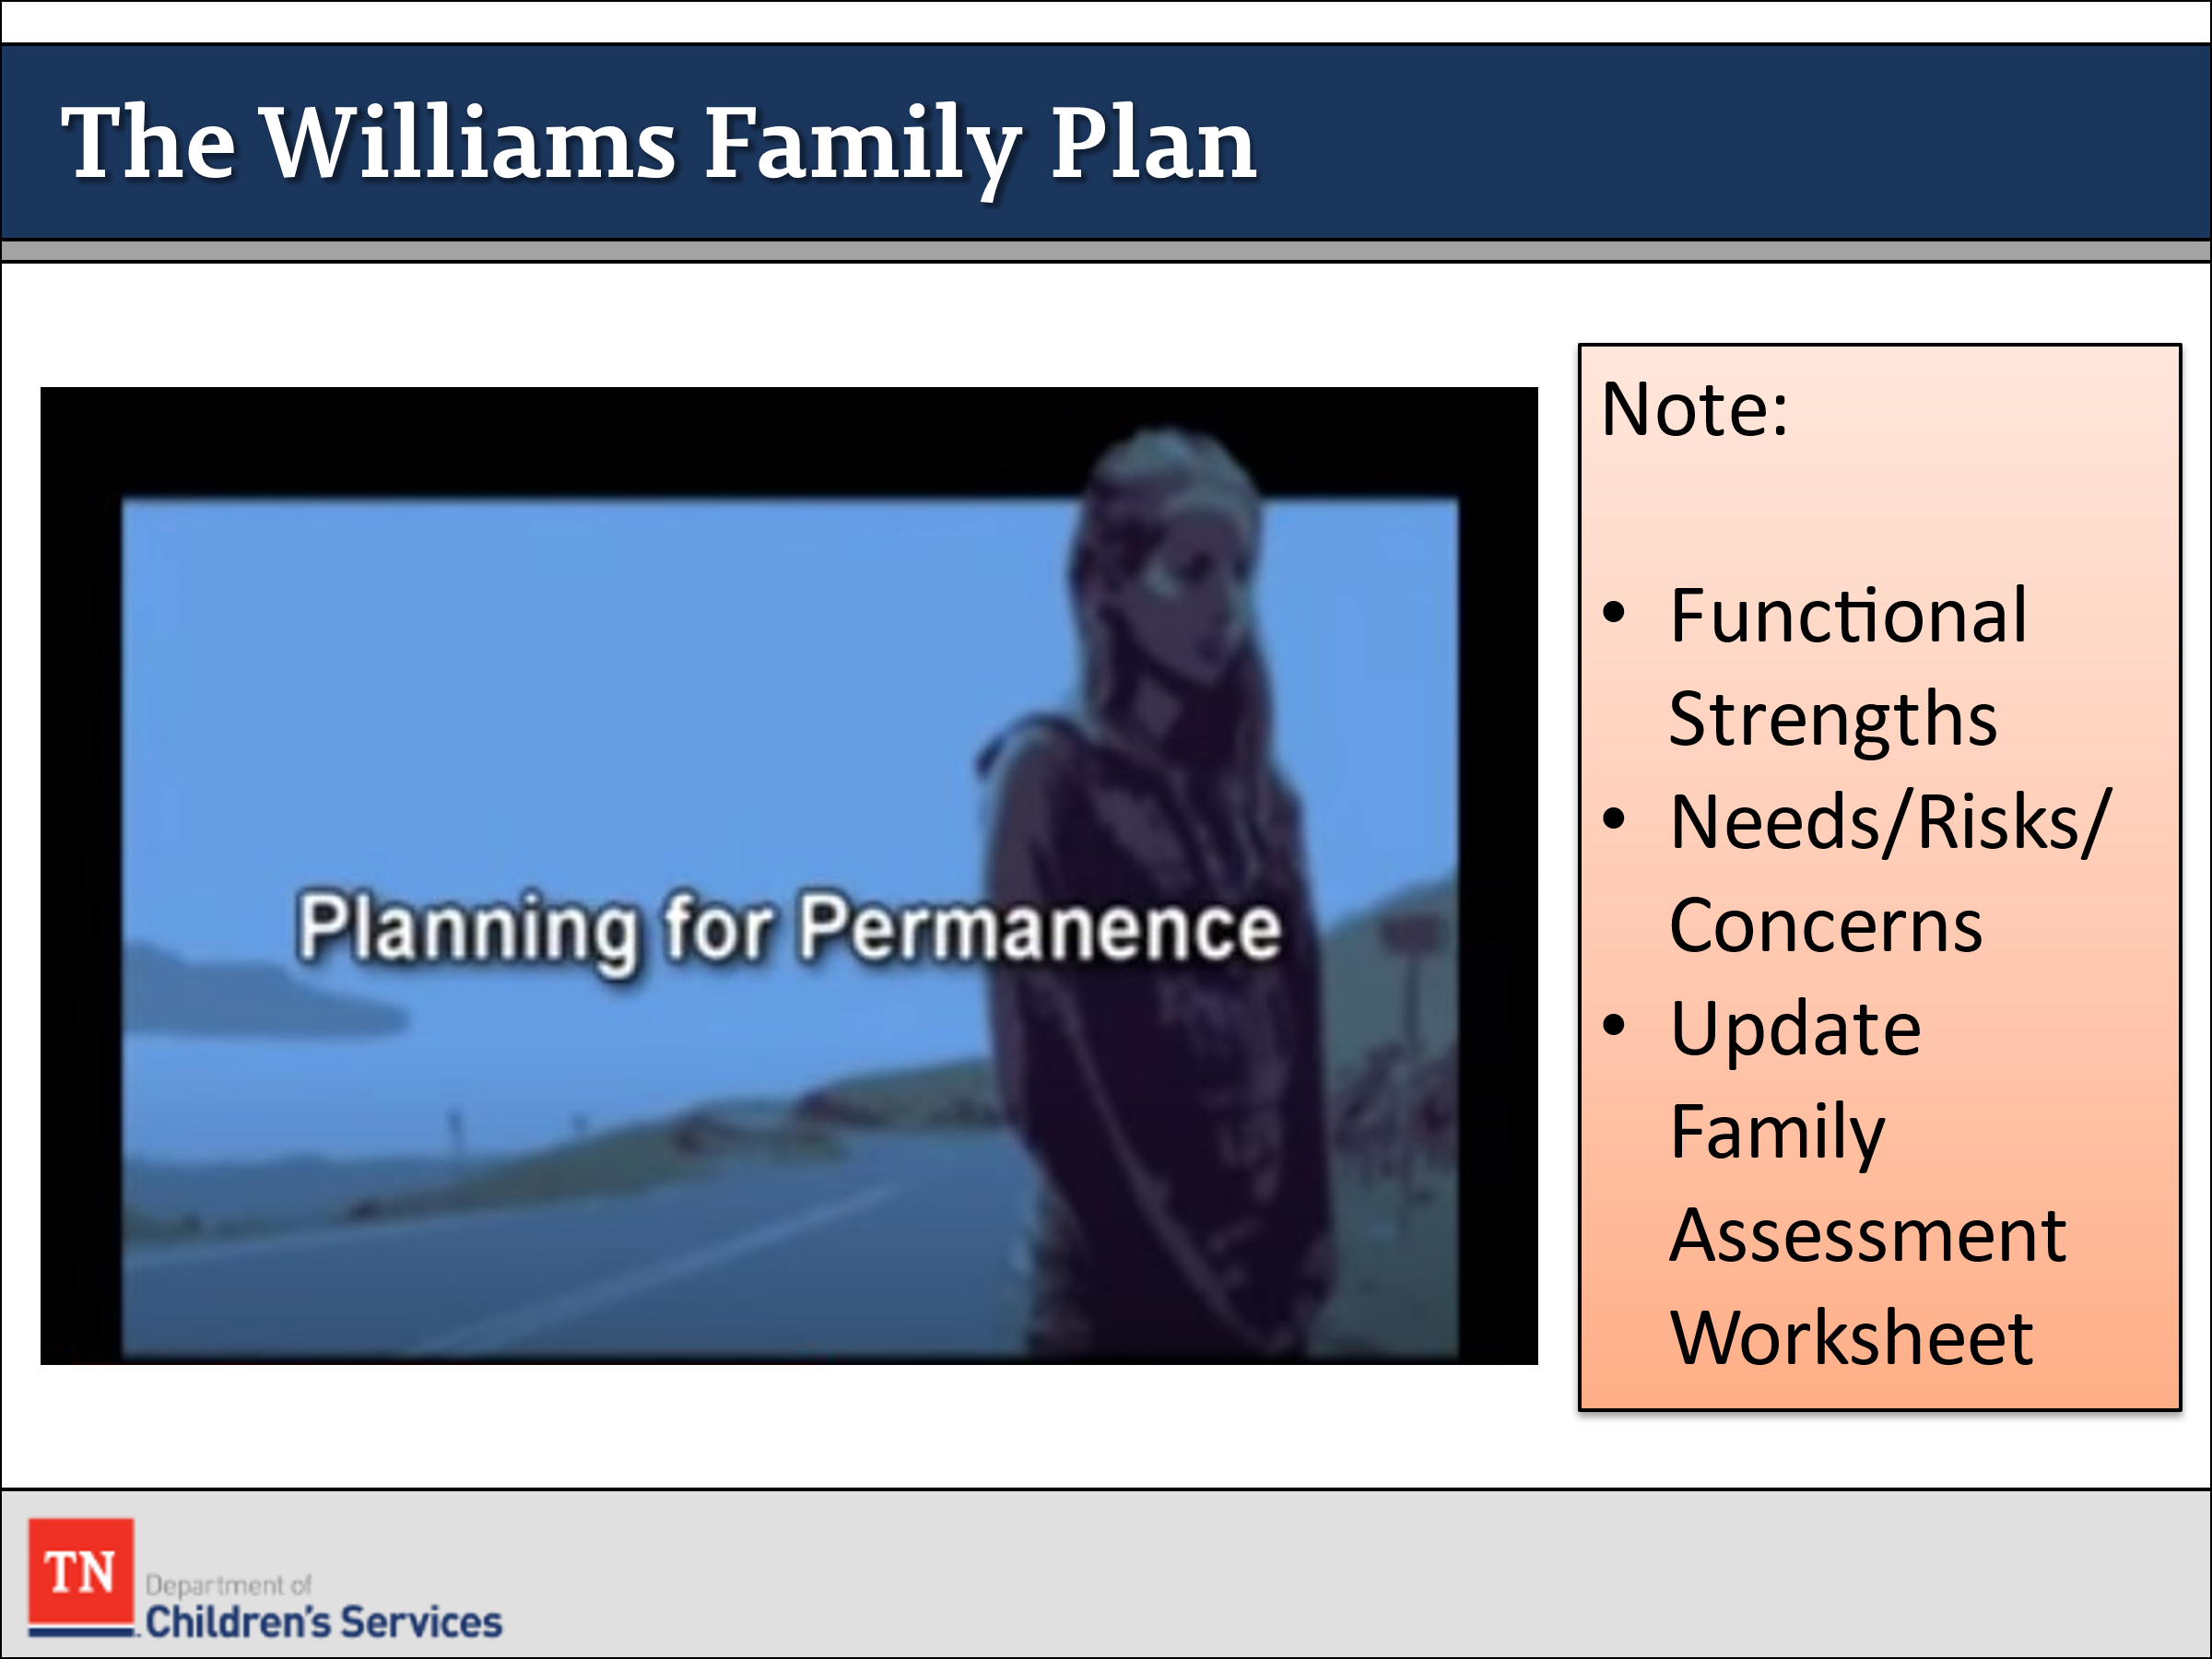 The Williams Family Plan
Planning for Permanence
Note:
• Functional
Strengths
• Needs/Risks/
Concerns
• Update
Family
Assessment
Worksheet
TN
Department of
Children's Services